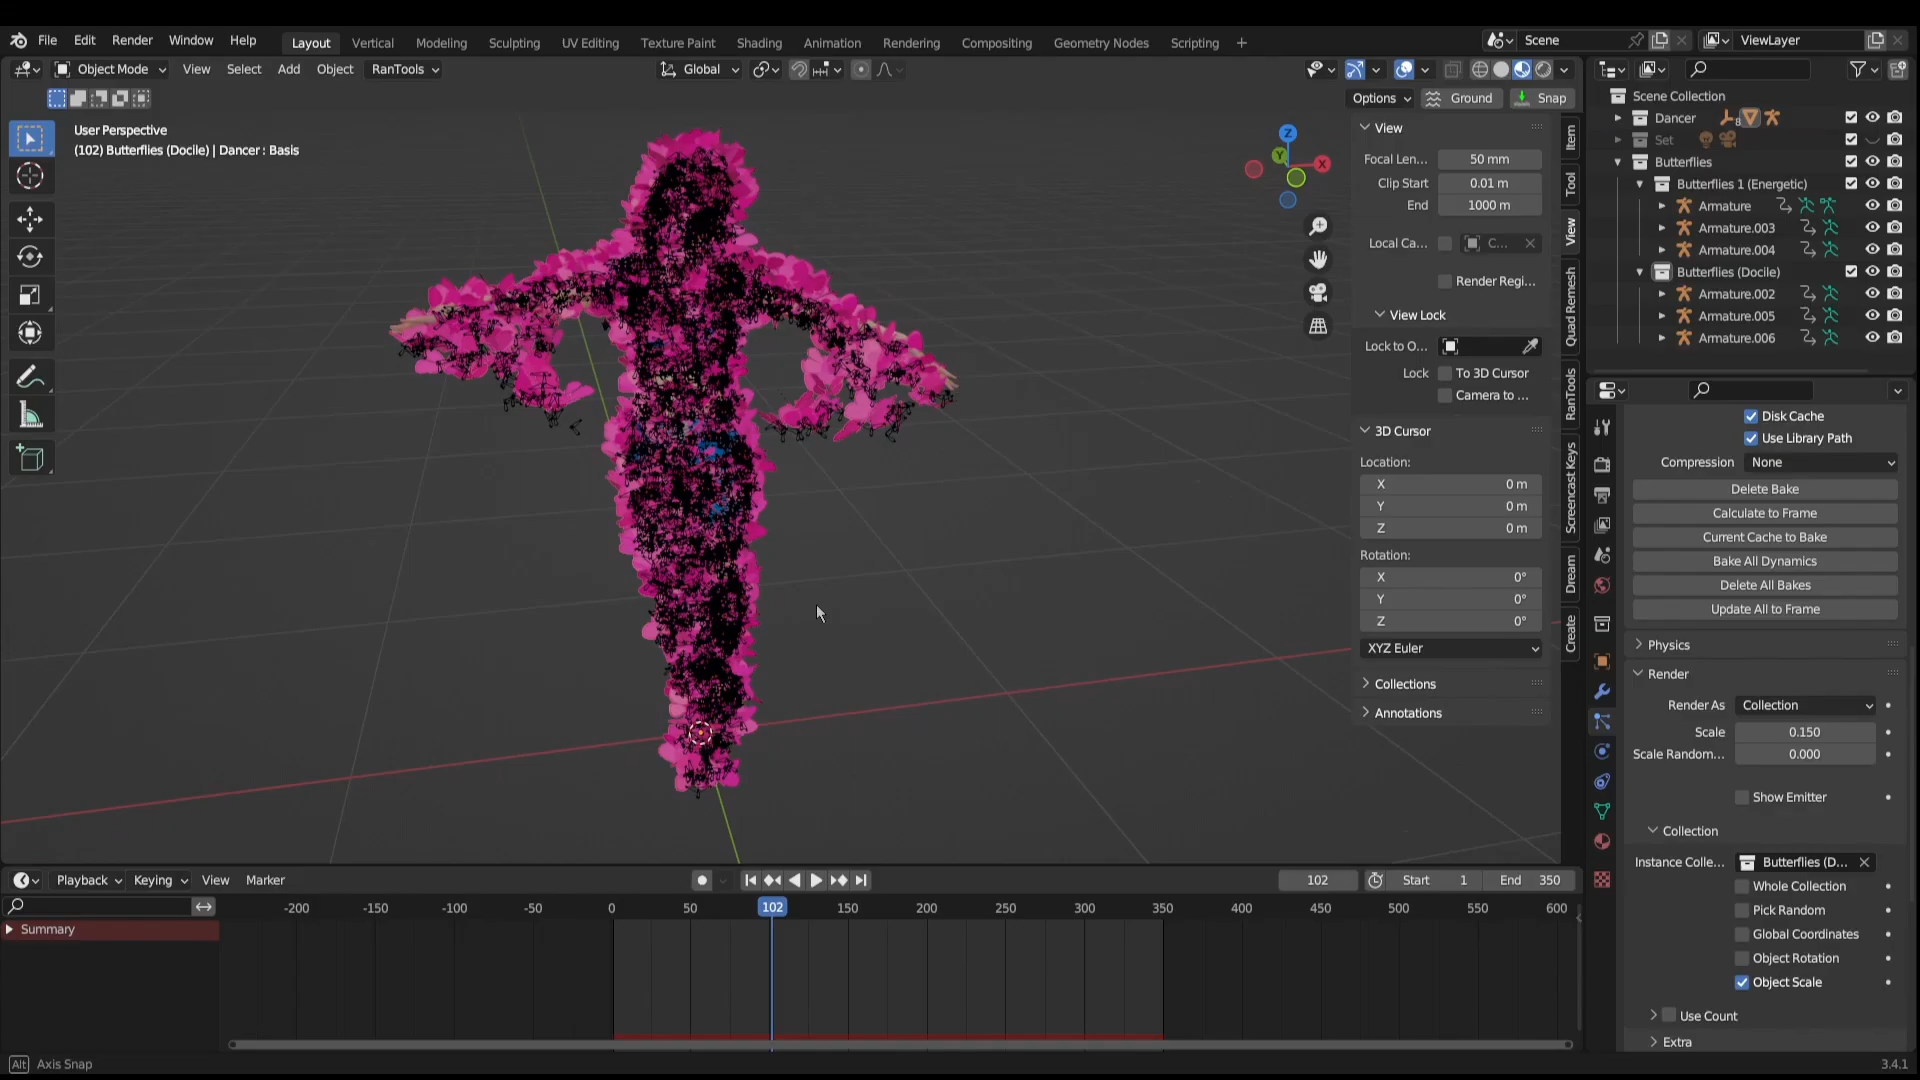 File Edit Render Window Help Layout Vertical Modeling Sculpting UV Editing Texture Paint Shading Animation Rendering Compositing Geometry Nodes Scripting + Scene ViewLayer
Object Mode View Select Add Object RanTools Global
Options Ground Snap
User Perspective
(102) Butterflies (Docile) | Dancer : Basis
Z
Y
X
View
Focal Len... 50 mm
Clip Start 0.01 m
End 1000 m
Local Ca... C...
Render Regi...
View Lock
Lock to O...
Lock To 3D Cursor
Camera to ...
3D Cursor
Location:
X 0 m
Y 0 m
Z 0 m
Rotation:
X 0°
Y 0°
Z 0°
XYZ Euler
Collections
Annotations
Item
Tool
View
Quad Remesh
RanTools
Screencast Keys
Dream
Create
Scene Collection
Dancer 8
Set
Butterflies
Butterflies 1 (Energetic)
Armature
Armature.003
Armature.004
Butterflies (Docile)
Armature.002
Armature.005
Armature.006
Disk Cache
Use Library Path
Compression None
Delete Bake
Calculate to Frame
Current Cache to Bake
Bake All Dynamics
Delete All Bakes
Update All to Frame
Physics
Render
Render As Collection
Scale 0.150
Scale Random... 0.000
Show Emitter
Collection
Instance Colle... Butterflies (D...
Whole Collection
Pick Random
Global Coordinates
Object Rotation
Object Scale
Use Count
Extra
Playback Keying View Marker 102 Start 1 End 350
-200 -150 -100 -50 0 50 102 150 200 250 300 350 400 450 500 550 600
Summary
Alt Axis Snap 3.4.1